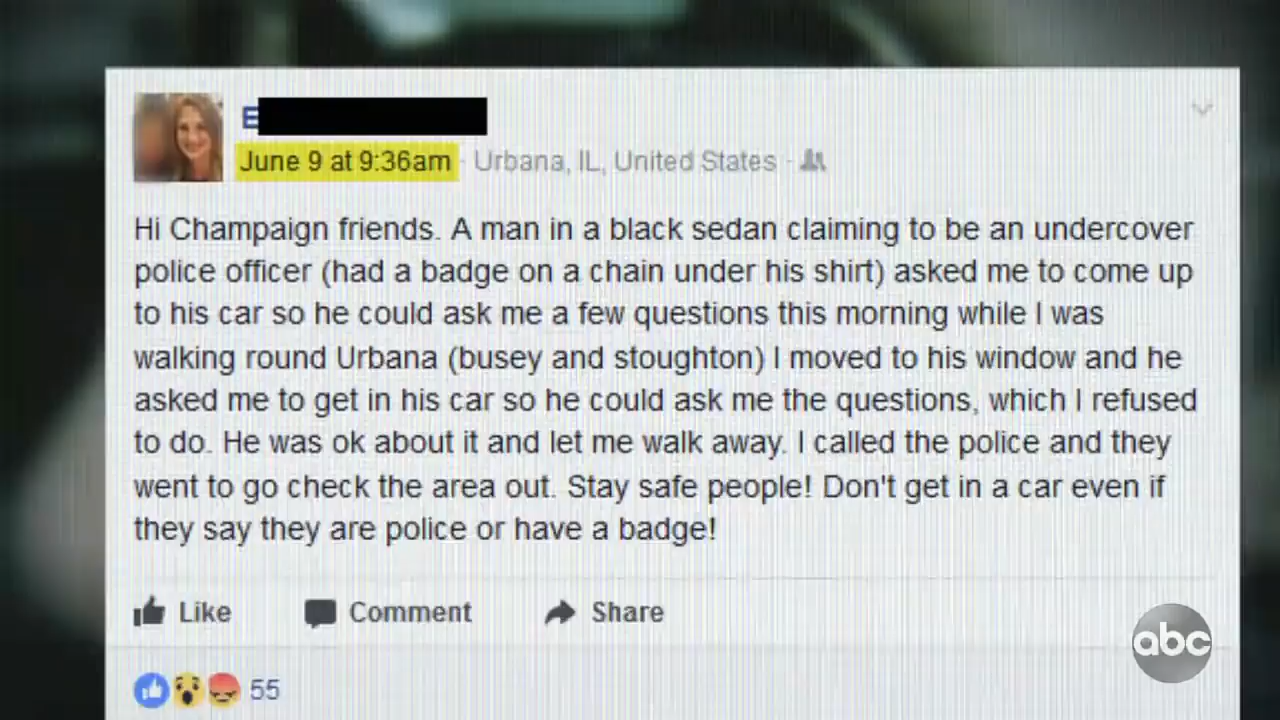 E
June 9 at 9:36am · Urbana, IL, United States ·
Hi Champaign friends. A man in a black sedan claiming to be an undercover
police officer (had a badge on a chain under his shirt) asked me to come up
to his car so he could ask me a few questions this morning while I was
walking round Urbana (busey and stoughton) I moved to his window and he
asked me to get in his car so he could ask me the questions, which I refused
to do. He was ok about it and let me walk away. I called the police and they
went to go check the area out. Stay safe people! Don't get in a car even if
they say they are police or have a badge!
Like Comment Share
abc
55